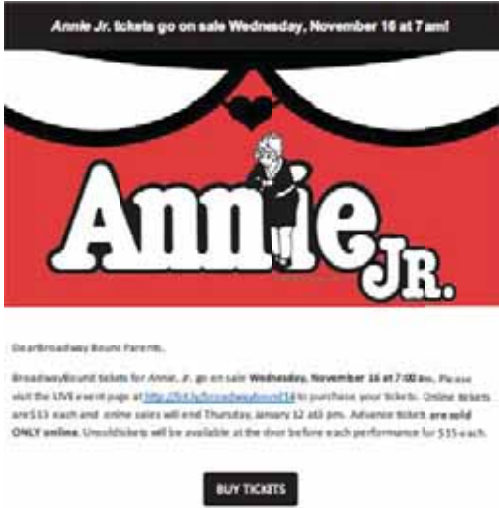 Annie Jr. tickets go on sale Wednesday, November 16 at 7am!
Annie JR.
Dear Broadway Bound Parents,
BroadwayBound tickets for Annie, Jr. go on sale Wednesday, November 16 at 7:00 Please
visit the LIVE event page at to purchase your tickets. Online tickets
are $13 each and online sales will end Thursday, January 12 at 5 pm. Advance tickets are sold
ONLY online. Unsold tickets will be available at the door before each performance for $15 each.
BUY TICKETS